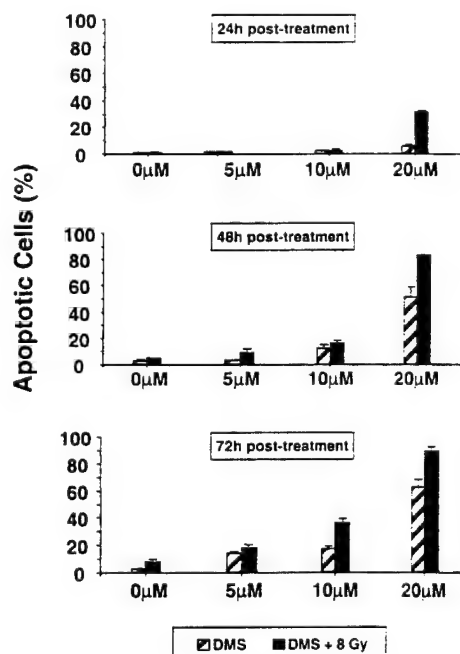 24h post-treatment
100
80
60
40
20
0
0µM 5µM 10µM 20µM
Apoptotic Cells (%)
48h post-treatment
100
80
60
40
20
0
0µM 5µM 10µM 20µM
72h post-treatment
100
80
60
40
20
0
0µM 5µM 10µM 20µM
DMS DMS + 8 Gy